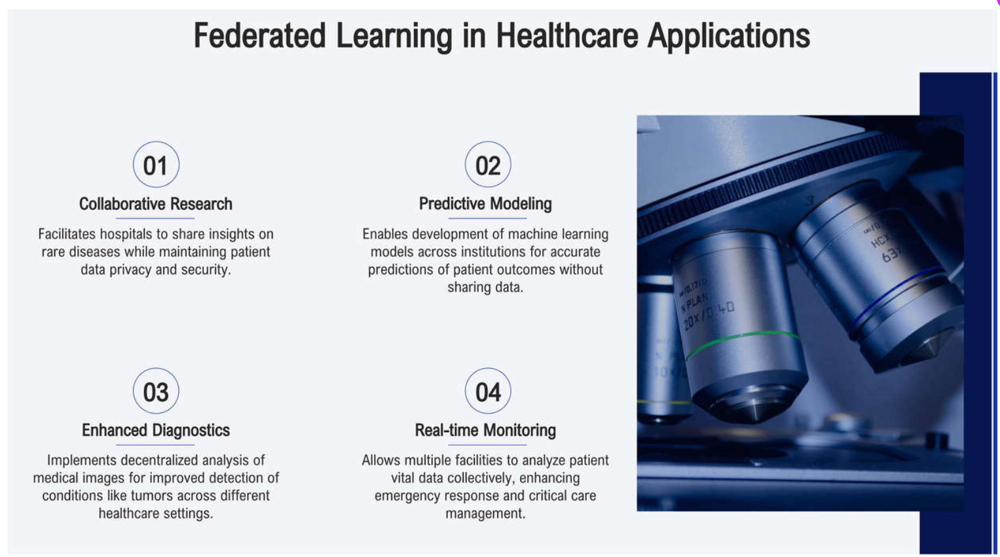 Federated Learning in Healthcare Applications
01
Collaborative Research
Facilitates hospitals to share insights on
rare diseases while maintaining patient
data privacy and security.
02
Predictive Modeling
Enables development of machine learning
models across institutions for accurate
predictions of patient outcomes without
sharing data.
03
Enhanced Diagnostics
Implements decentralized analysis of
medical images for improved detection of
conditions like tumors across different
healthcare settings.
04
Real-time Monitoring
Allows multiple facilities to analyze patient
vital data collectively, enhancing
emergency response and critical care
management.
3
∞/0.17/
N PLAN
20X/0.40
∞/0.
HCX
63